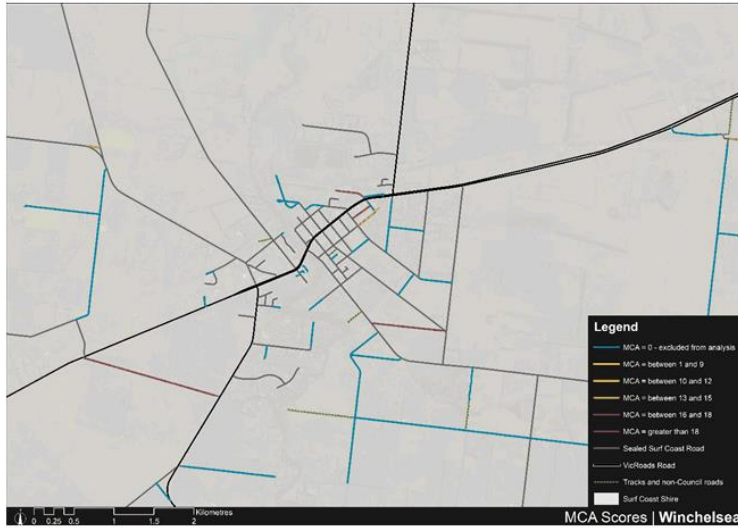 Legend
MCA = 0 - excluded from analysis
MCA = between 1 and 9
MCA = between 10 and 12
MCA = between 13 and 15
MCA = between 16 and 18
MCA = greater than 18
Sealed Surf Coast Road
VicRoads Road
Tracks and non-Council roads
Surf Coast Shire
Kilometres
0 0.25 0.5 1 1.5 2
MCA Scores | Winchelsea